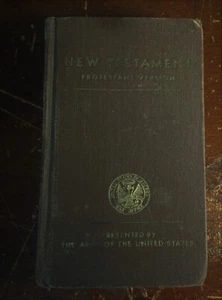 NEW TESTAMENT
PROTESTANT VERSION
PRESENTED BY
THE ARMY OF THE UNITED STATES